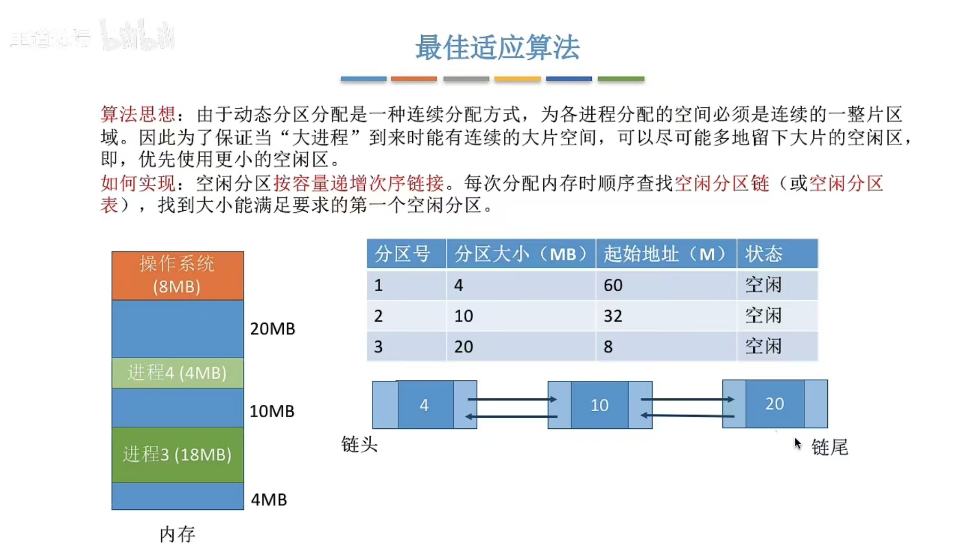 最佳适应算法
算法思想：由于动态分区分配是一种连续分配方式，为各进程分配的空间必须是连续的一整片区
域。因此为了保证当“大进程”到来时能有连续的大片空间，可以尽可能多地留下大片的空闲区，
即，优先使用更小的空闲区。
如何实现：空闲分区按容量递增次序链接。每次分配内存时顺序查找空闲分区链（或空闲分区
表），找到大小能满足要求的第一个空闲分区。
操作系统
(8MB)
20MB
进程4 (4MB)
10MB
进程3 (18MB)
4MB
内存
分区号 分区大小（MB） 起始地址（M） 状态
1 4 60 空闲
2 10 32 空闲
3 20 8 空闲
4 10 20
链头 链尾